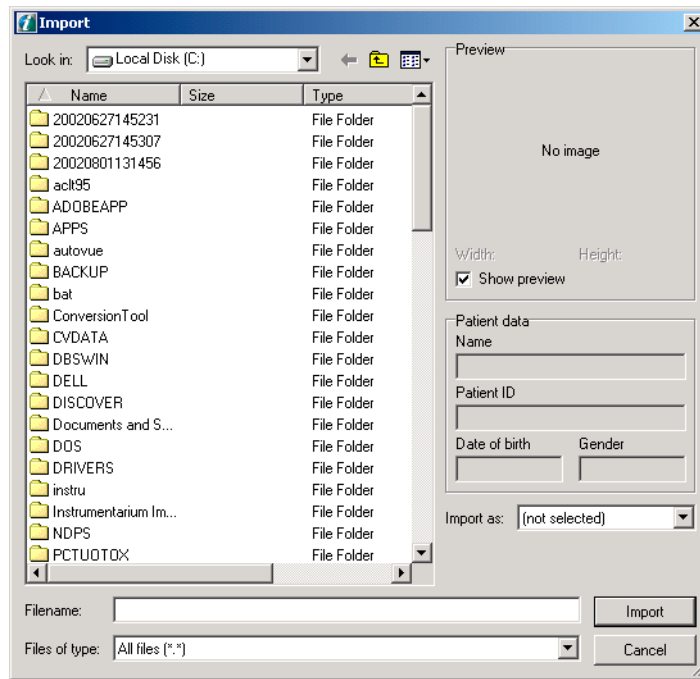 Import
Look in: Local Disk (C:)
Name Size Type
20020627145231 File Folder
20020627145307 File Folder
20020801131456 File Folder
aclt95 File Folder
ADOBEAPP File Folder
APPS File Folder
autovue File Folder
BACKUP File Folder
bat File Folder
ConversionTool File Folder
CVDATA File Folder
DBSWIN File Folder
DELL File Folder
DISCOVER File Folder
Documents and S... File Folder
DOS File Folder
DRIVERS File Folder
instru File Folder
Instrumentarium Im... File Folder
NDPS File Folder
PCTUOTOX File Folder
Preview
No image
Width: Height:
Show preview
Patient data
Name
Patient ID
Date of birth Gender
Import as: (not selected)
Filename: Import
Files of type: All files (*.*) Cancel